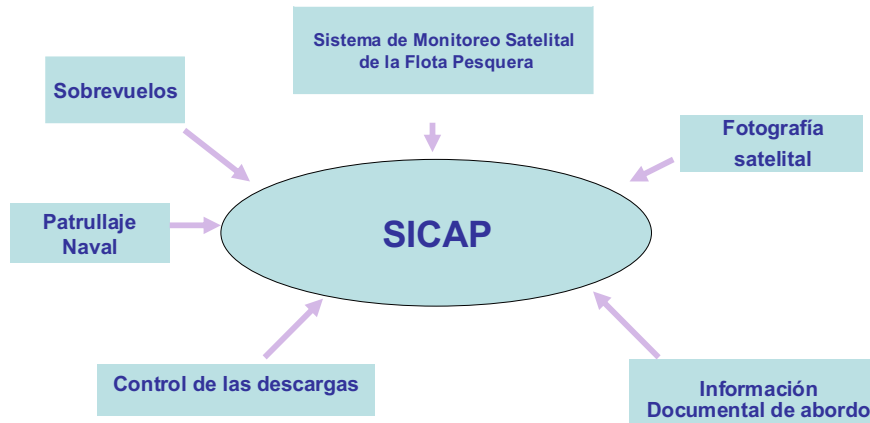 Sistema de Monitoreo Satelital
de la Flota Pesquera
Sobrevuelos
Fotografía
satelital
Patrullaje
Naval
SICAP
Control de las descargas
Información
Documental de abordo